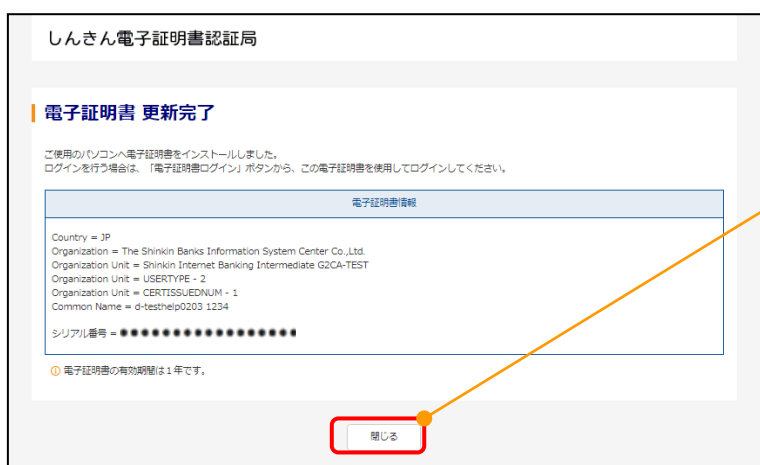 しんきん電子証明書認証局
電子証明書 更新完了
ご使用のパソコンへ電子証明書をインストールしました。
ログインを行う場合は、「電子証明書ログイン」ボタンから、この電子証明書を使用してログインしてください。
電子証明書情報
Country = JP
Organization = The Shinkin Banks Information System Center Co.,Ltd.
Organization Unit = Shinkin Internet Banking Intermediate G2CA-TEST
Organization Unit = USERTYPE - 2
Organization Unit = CERTISSUEDNUM - 1
Common Name = d-testhelp0203 1234
シリアル番号 = ●●●●●●●●●●●●●●●●●
電子証明書の有効期間は１年です。
閉じる